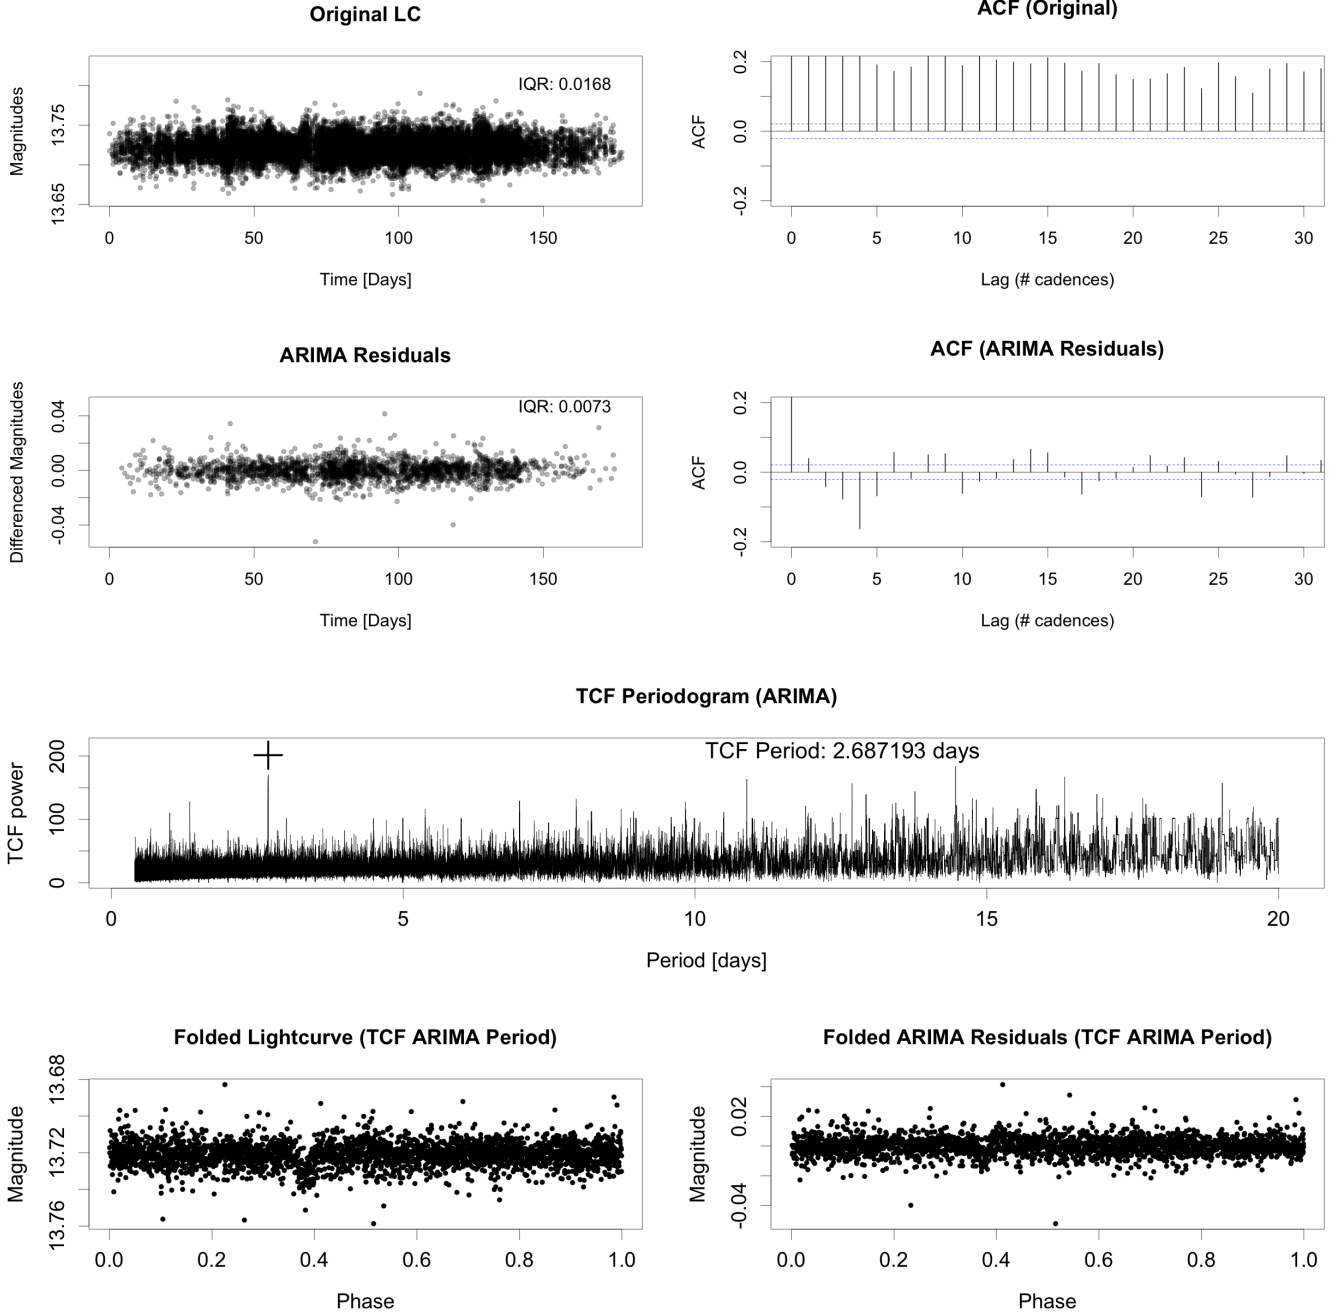 Original LC
Magnitudes
13.75
13.65
IQR: 0.0168
0 50 100 150
Time [Days]
ACF (Original)
ACF
0.2
0.0
-0.2
0 5 10 15 20 25 30
Lag (# cadences)
ARIMA Residuals
Differenced Magnitudes
0.04
0.00
-0.04
IQR: 0.0073
0 50 100 150
Time [Days]
ACF (ARIMA Residuals)
ACF
0.2
0.0
-0.2
0 5 10 15 20 25 30
Lag (# cadences)
TCF Periodogram (ARIMA)
TCF power
200
100
0
TCF Period: 2.687193 days
0 5 10 15 20
Period [days]
Folded Lightcurve (TCF ARIMA Period)
Magnitude
13.68
13.72
13.76
0.0 0.2 0.4 0.6 0.8 1.0
Phase
Folded ARIMA Residuals (TCF ARIMA Period)
Magnitude
0.02
-0.04
0.0 0.2 0.4 0.6 0.8 1.0
Phase